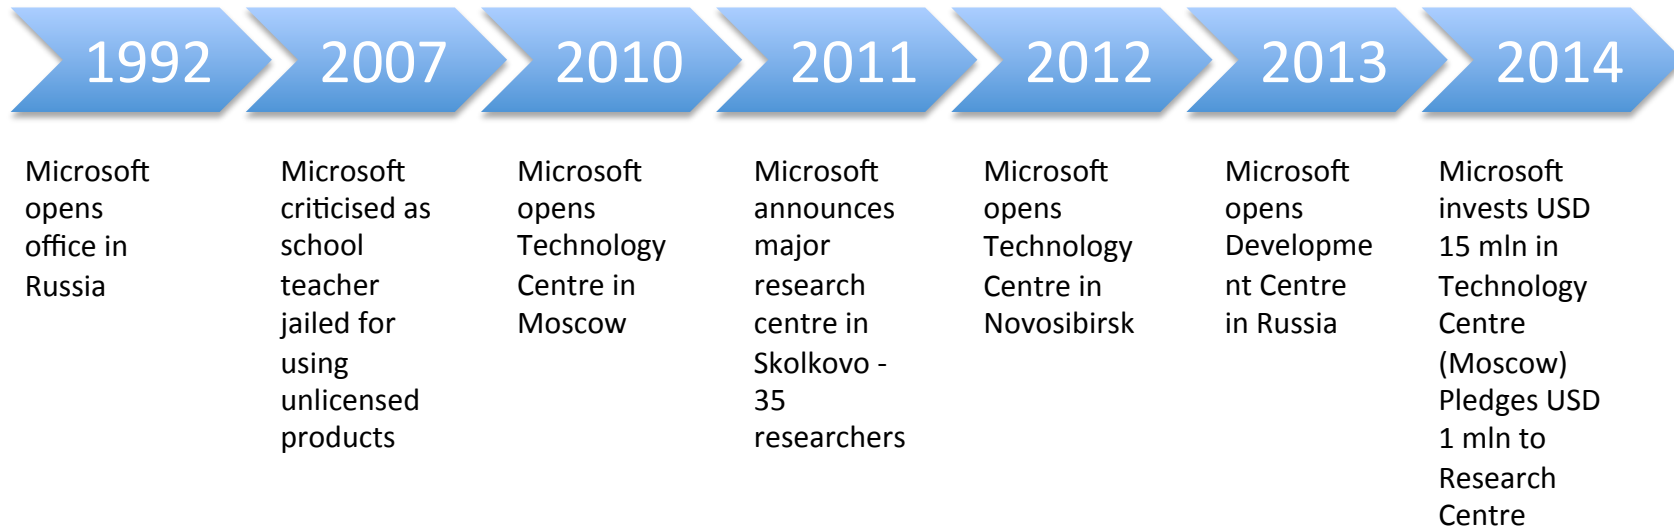 1992
2007
2010
2011
2012
2013
2014
Microsoft
opens
office in
Russia
Microsoft
criticised as
school
teacher
jailed for
using
unlicensed
products
Microsoft
opens
Technology
Centre in
Moscow
Microsoft
announces
major
research
centre in
Skolkovo -
35
researchers
Microsoft
opens
Technology
Centre in
Novosibirsk
Microsoft
opens
Developme
nt Centre
in Russia
Microsoft
invests USD
15 mln in
Technology
Centre
(Moscow)
Pledges USD
1 mln to
Research
Centre